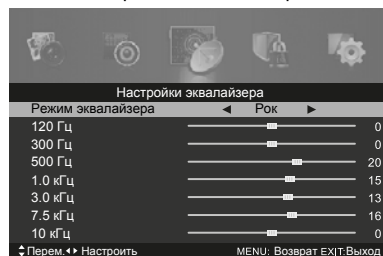 Настройки эквалайзера
Режим эквалайзера ◄ Рок ►
120 Гц 0
300 Гц 0
500 Гц 20
1.0 кГц 15
3.0 кГц 13
7.5 кГц 16
10 кГц 0
Перем. Настроить MENU: Возврат EXIT:Выход